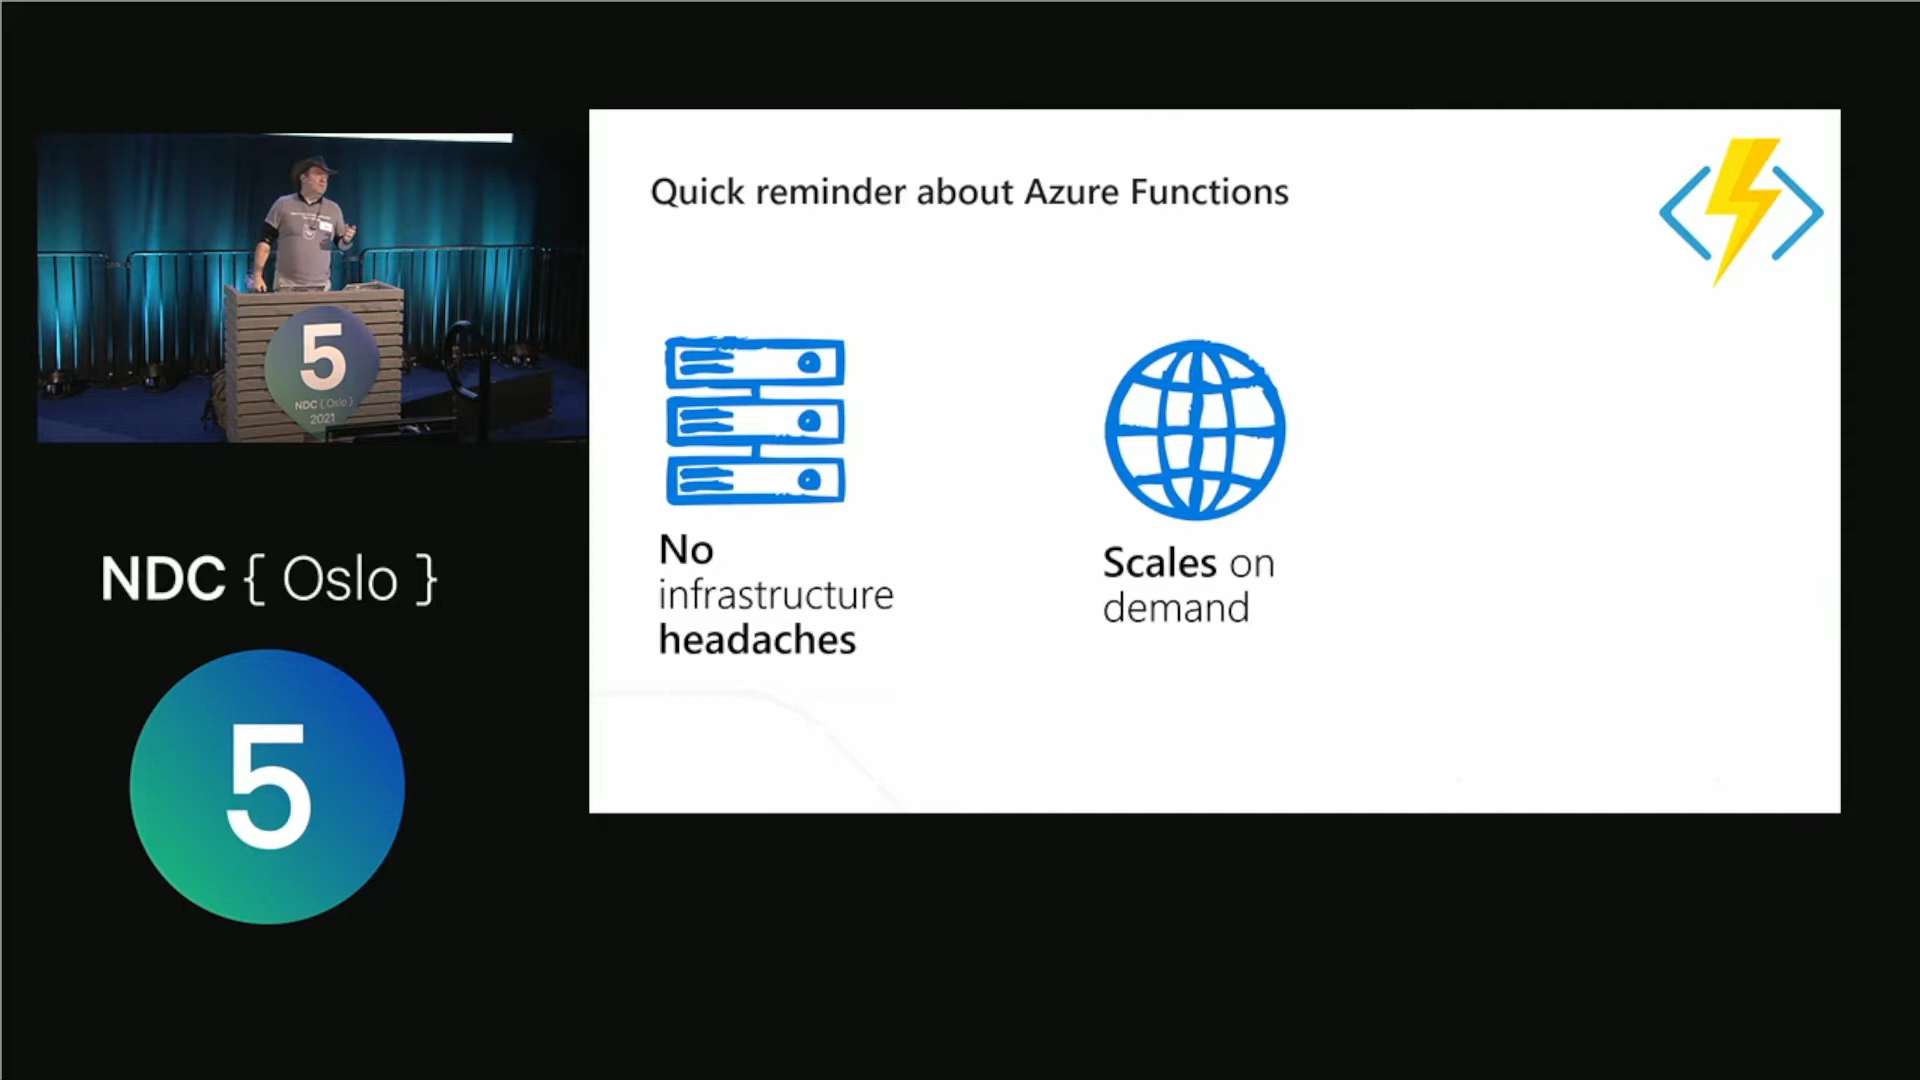 Quick reminder about Azure Functions
No
infrastructure
headaches
Scales on
demand
5
NDC { Oslo }
2021
NDC { Oslo }
5